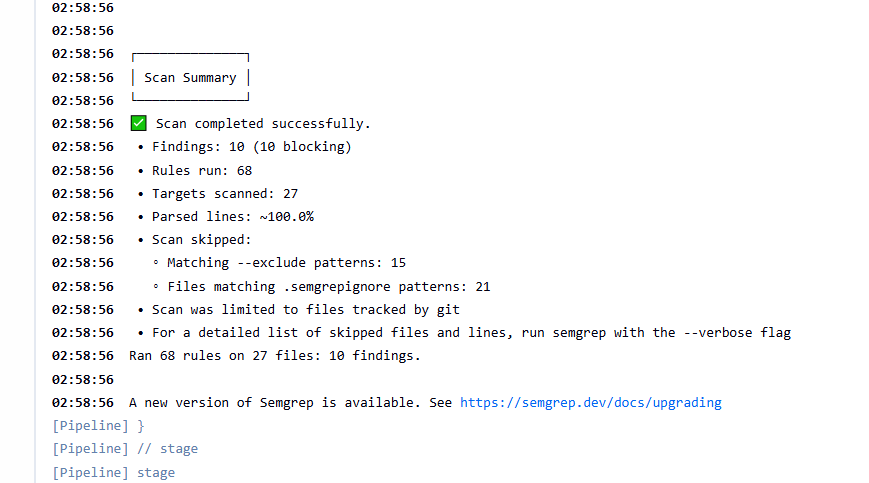 02:58:56
02:58:56
02:58:56
02:58:56 Scan Summary
02:58:56
02:58:56 ✅ Scan completed successfully.
02:58:56 • Findings: 10 (10 blocking)
02:58:56 • Rules run: 68
02:58:56 • Targets scanned: 27
02:58:56 • Parsed lines: ~100.0%
02:58:56 • Scan skipped:
02:58:56 ◦ Matching --exclude patterns: 15
02:58:56 ◦ Files matching .semgrepignore patterns: 21
02:58:56 • Scan was limited to files tracked by git
02:58:56 • For a detailed list of skipped files and lines, run semgrep with the --verbose flag
02:58:56 Ran 68 rules on 27 files: 10 findings.
02:58:56
02:58:56 A new version of Semgrep is available. See https://semgrep.dev/docs/upgrading
[Pipeline] }
[Pipeline] // stage
[Pipeline] stage